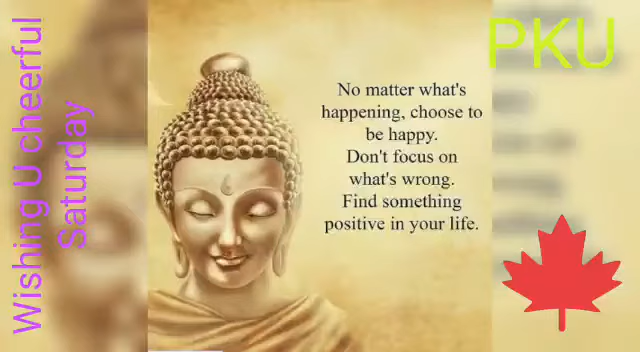 Wishing U cheerful
Saturday
No matter what's
happening, choose to
be happy.
Don't focus on
what's wrong.
Find something
positive in your life.
PKU